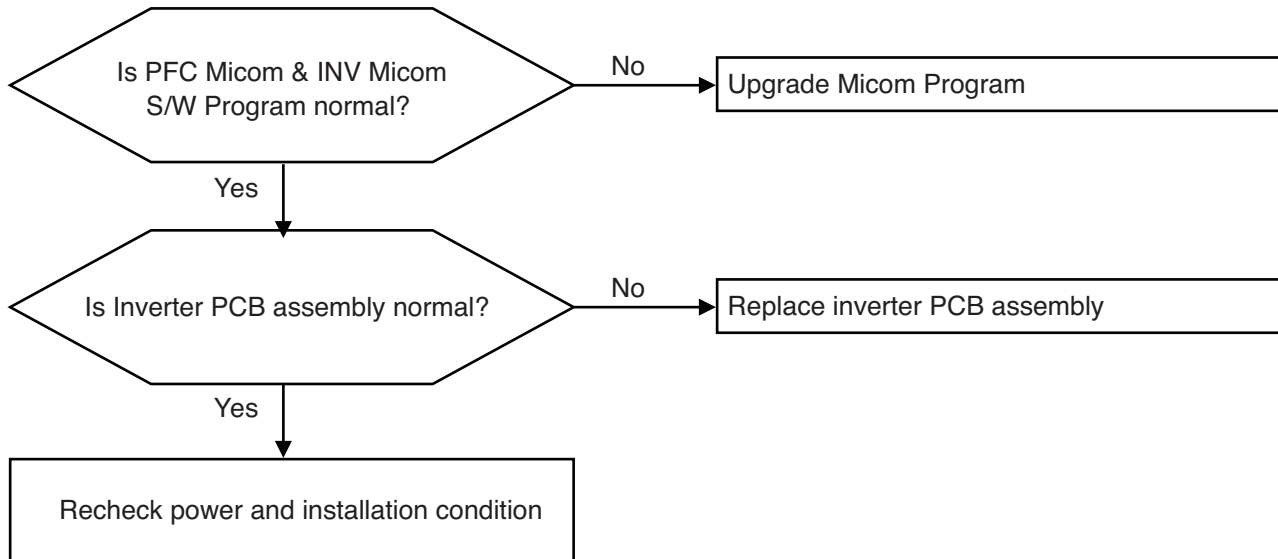 Is PFC Micom & INV Micom
S/W Program normal?
No
Upgrade Micom Program
Yes
Is Inverter PCB assembly normal?
No
Replace inverter PCB assembly
Yes
Recheck power and installation condition